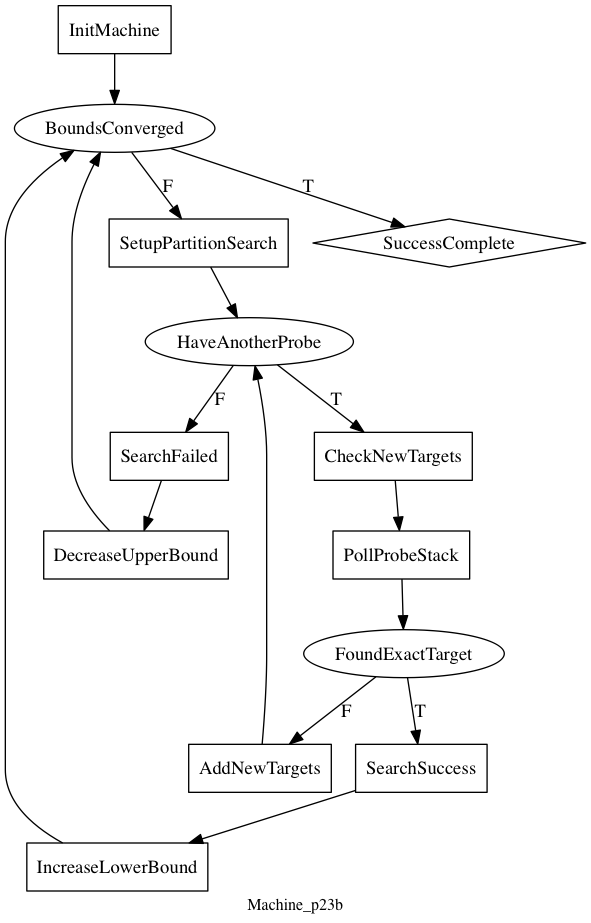 InitMachine
BoundsConverged
F
T
SetupPartitionSearch
SuccessComplete
HaveAnotherProbe
F
T
SearchFailed
CheckNewTargets
DecreaseUpperBound
PollProbeStack
FoundExactTarget
F
T
AddNewTargets
SearchSuccess
IncreaseLowerBound
Machine_p23b